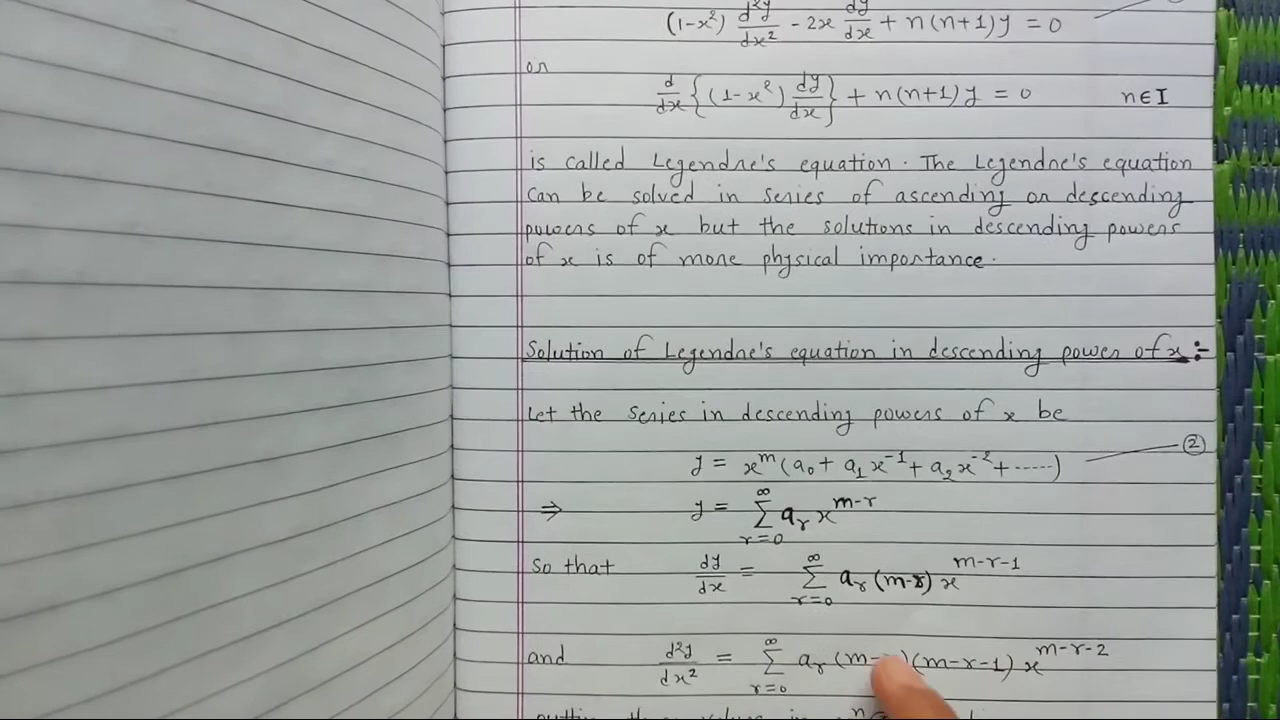 (1-x²) d²y/dx² - 2x dy/dx + n(n+1)y = 0
or
d/dx {(1-x²) dy/dx} + n(n+1)y = 0 n∈I
is called Legendre's equation. The Legendre's equation
can be solved in series of ascending or descending
powers of x but the solutions in descending powers
of x is of more physical importance.
Solution of Legendre's equation in descending power of x :-
Let the series in descending powers of x be
y = x^m (a₀ + a₁x⁻¹ + a₂x⁻² + ......) ②
⇒ y = ∑_{r=0}^{∞} a_r x^{m-r}
So that dy/dx = ∑_{r=0}^{∞} a_r (m-r) x^{m-r-1}
and d²y/dx² = ∑_{r=0}^{∞} a_r (m- )(m-r-1) x^{m-r-2}